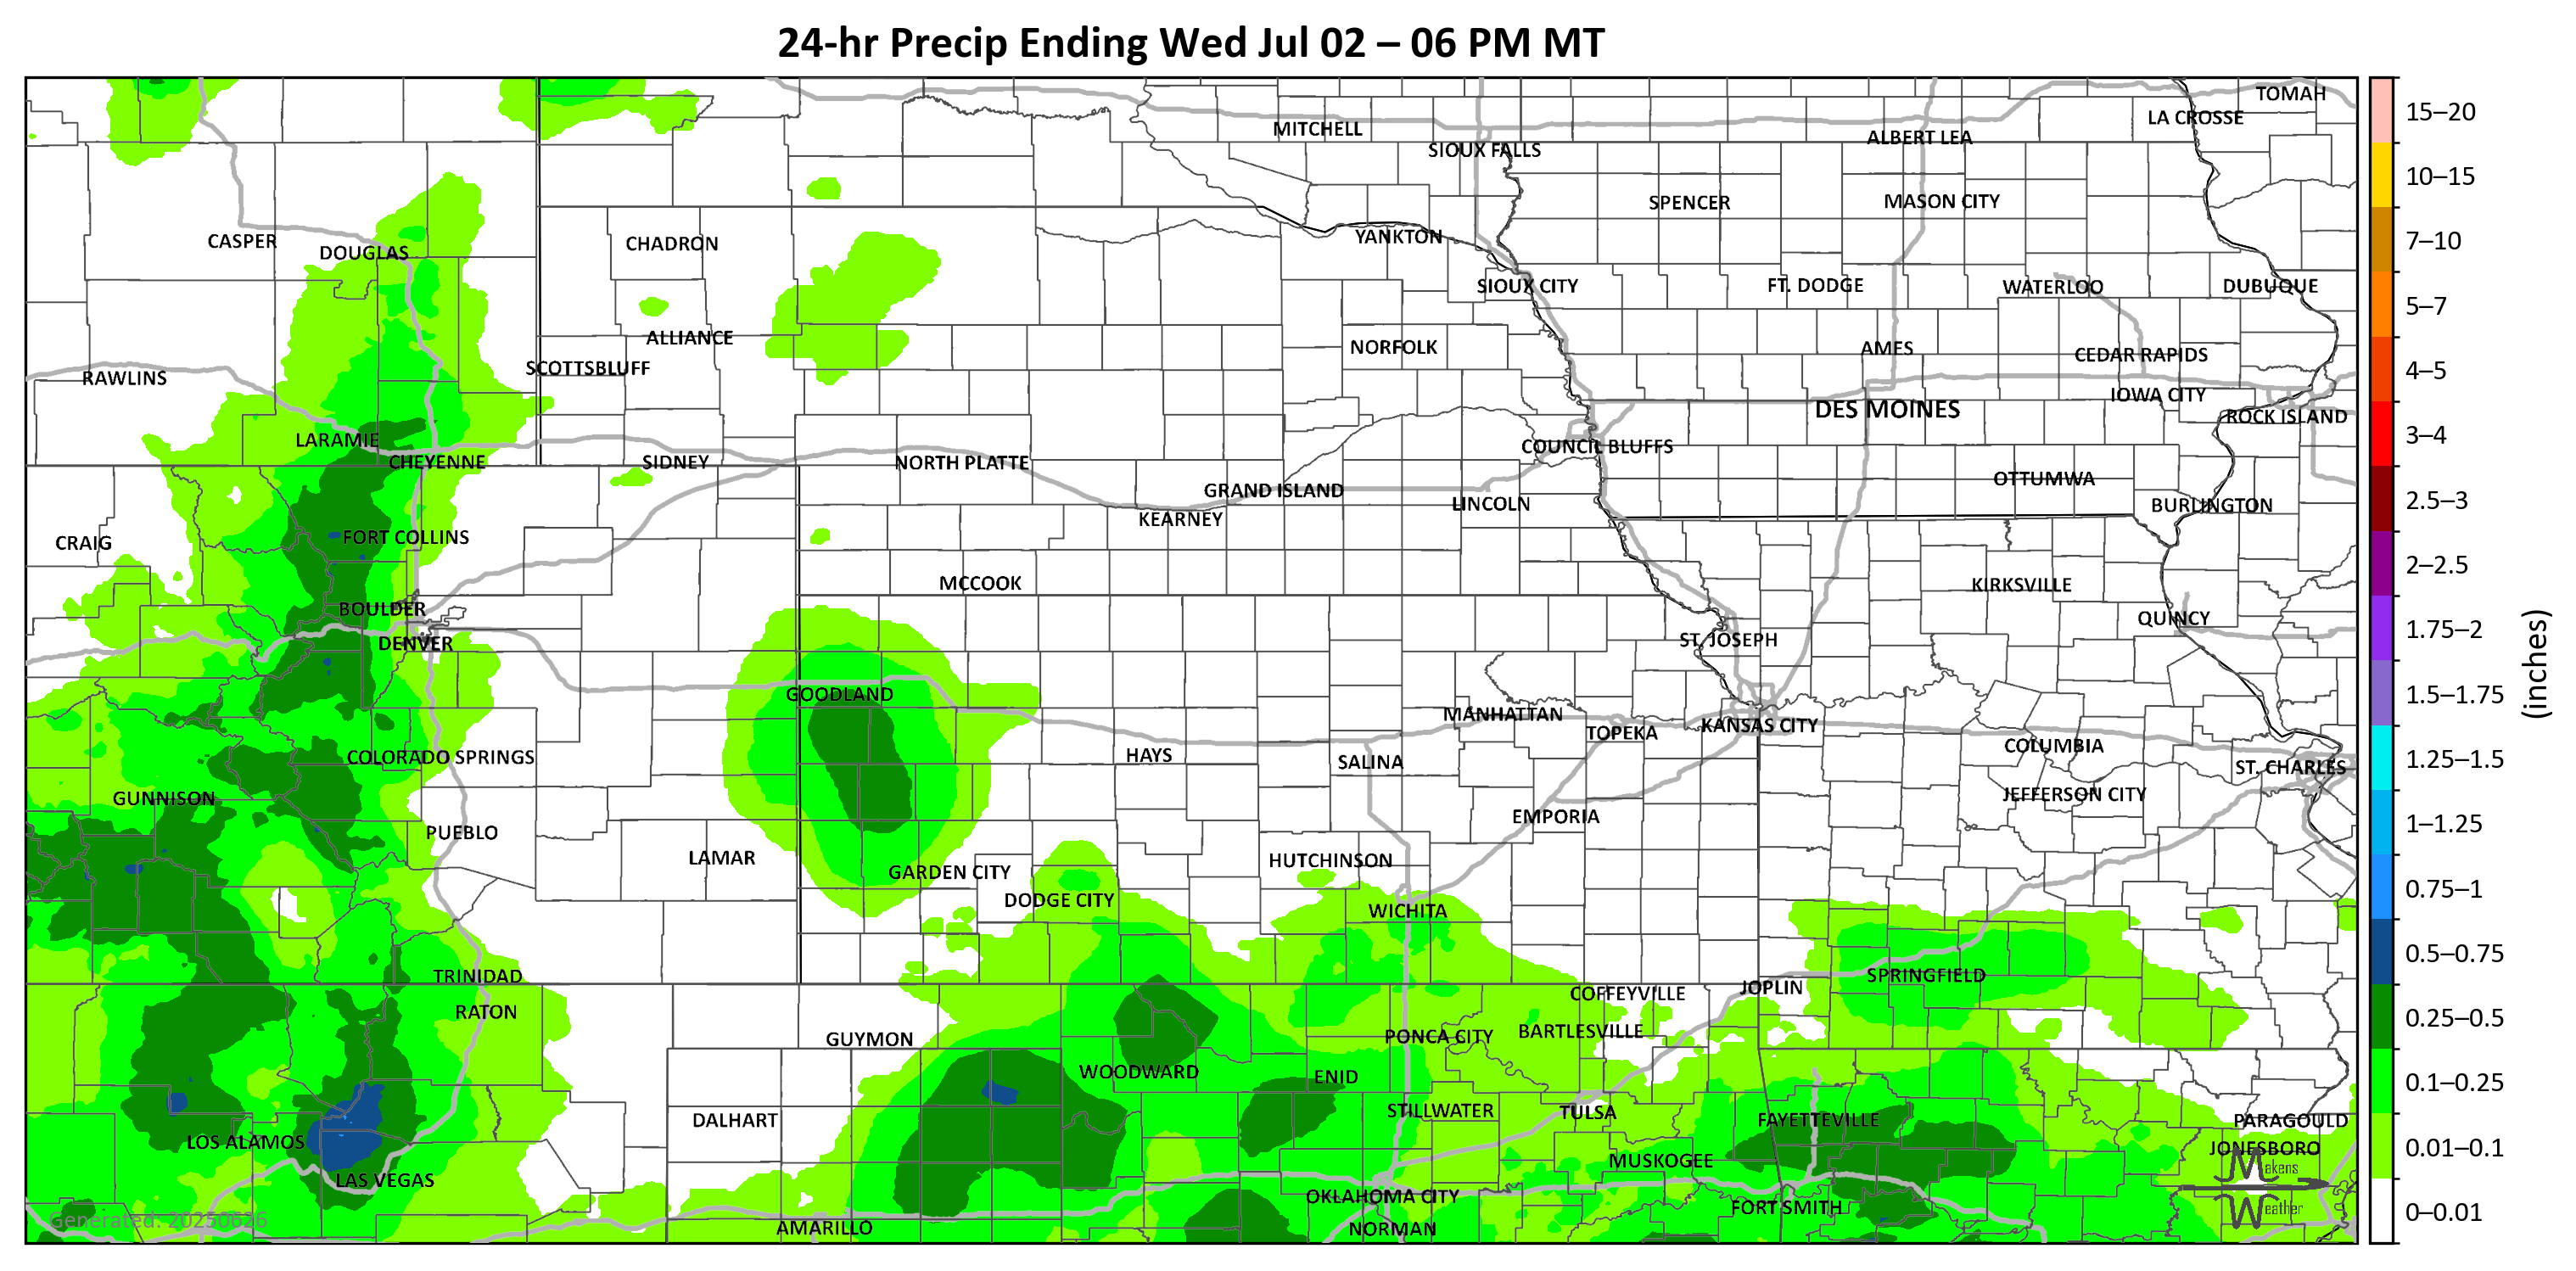 24-hr Precip Ending Wed Jul 02 – 06 PM MT
TOMAH
LA CROSSE
MITCHELL
ALBERT LEA
SIOUX FALLS
SPENCER
MASON CITY
CASPER
DOUGLAS
CHADRON
YANKTON
SIOUX CITY
FT. DODGE
WATERLOO
DUBUQUE
ALLIANCE
NORFOLK
AMES
CEDAR RAPIDS
RAWLINS
SCOTTSBLUFF
IOWA CITY
DES MOINES
ROCK ISLAND
LARAMIE
COUNCIL BLUFFS
CHEYENNE
SIDNEY
NORTH PLATTE
OTTUMWA
GRAND ISLAND
LINCOLN
BURLINGTON
KEARNEY
CRAIG
FORT COLLINS
MCCOOK
KIRKSVILLE
BOULDER
QUINCY
DENVER
ST. JOSEPH
GOODLAND
MANHATTAN
TOPEKA
KANSAS CITY
COLORADO SPRINGS
HAYS
SALINA
COLUMBIA
ST. CHARLES
GUNNISON
JEFFERSON CITY
PUEBLO
EMPORIA
LAMAR
HUTCHINSON
GARDEN CITY
DODGE CITY
WICHITA
TRINIDAD
SPRINGFIELD
COFFEYVILLE
JOPLIN
RATON
GUYMON
PONCA CITY
BARTLESVILLE
WOODWARD
ENID
DALHART
STILLWATER
TULSA
FAYETTEVILLE
PARAGOULD
LOS ALAMOS
JONESBORO
MUSKOGEE
LAS VEGAS
OKLAHOMA CITY
FORT SMITH
AMARILLO
NORMAN
Generated: 20250626
Makens
Weather
15–20
10–15
7–10
5–7
4–5
3–4
2.5–3
2–2.5
1.75–2
1.5–1.75
1.25–1.5
1–1.25
0.75–1
0.5–0.75
0.25–0.5
0.1–0.25
0.01–0.1
0–0.01
(inches)